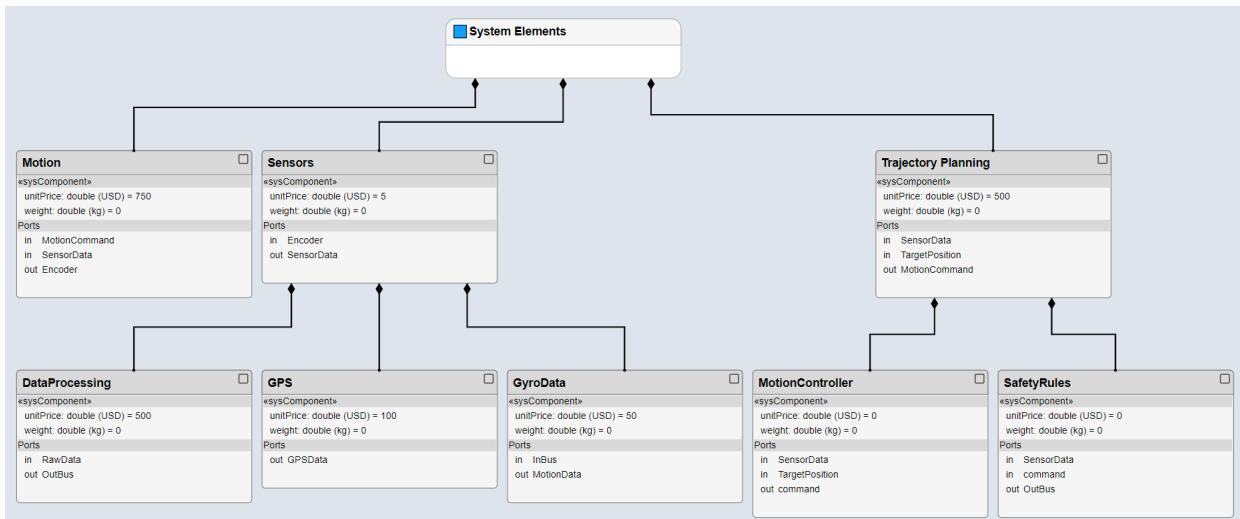 System Elements
Motion
«sysComponent»
unitPrice: double (USD) = 750
weight: double (kg) = 0
Ports
in MotionCommand
in SensorData
out Encoder
Sensors
«sysComponent»
unitPrice: double (USD) = 5
weight: double (kg) = 0
Ports
in Encoder
out SensorData
Trajectory Planning
«sysComponent»
unitPrice: double (USD) = 500
weight: double (kg) = 0
Ports
in SensorData
in TargetPosition
out MotionCommand
DataProcessing
«sysComponent»
unitPrice: double (USD) = 500
weight: double (kg) = 0
Ports
in RawData
out OutBus
GPS
«sysComponent»
unitPrice: double (USD) = 100
weight: double (kg) = 0
Ports
out GPSData
GyroData
«sysComponent»
unitPrice: double (USD) = 50
weight: double (kg) = 0
Ports
in InBus
out MotionData
MotionController
«sysComponent»
unitPrice: double (USD) = 0
weight: double (kg) = 0
Ports
in SensorData
in TargetPosition
out command
SafetyRules
«sysComponent»
unitPrice: double (USD) = 0
weight: double (kg) = 0
Ports
in SensorData
in command
out OutBus